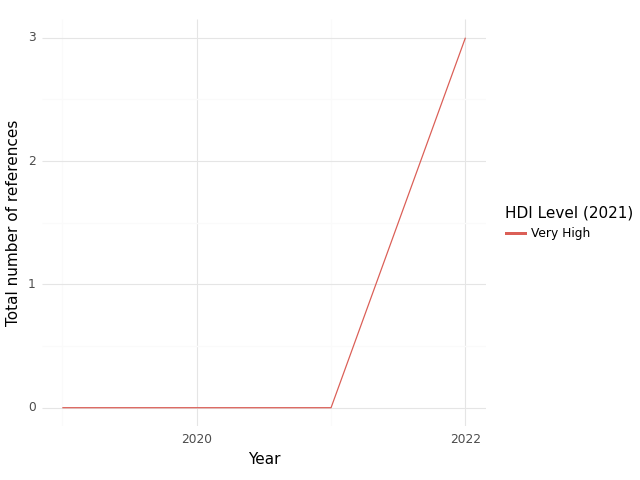 3
2
1
0
2020
2022
Year
Total number of references
HDI Level (2021)
Very High